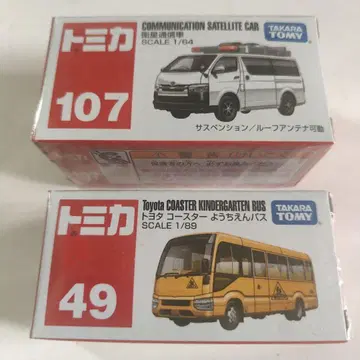 トミカ
107
COMMUNICATION SATELLITE CAR
衛星通信車
SCALE 1/64
TAKARA
TOMY
サスペンション／ルーフアンテナ可動
トミカ
49
Toyota COASTER KINDERGARTEN BUS
トヨタ コースター ようちえんバス
SCALE 1/89
TAKARA
TOMY